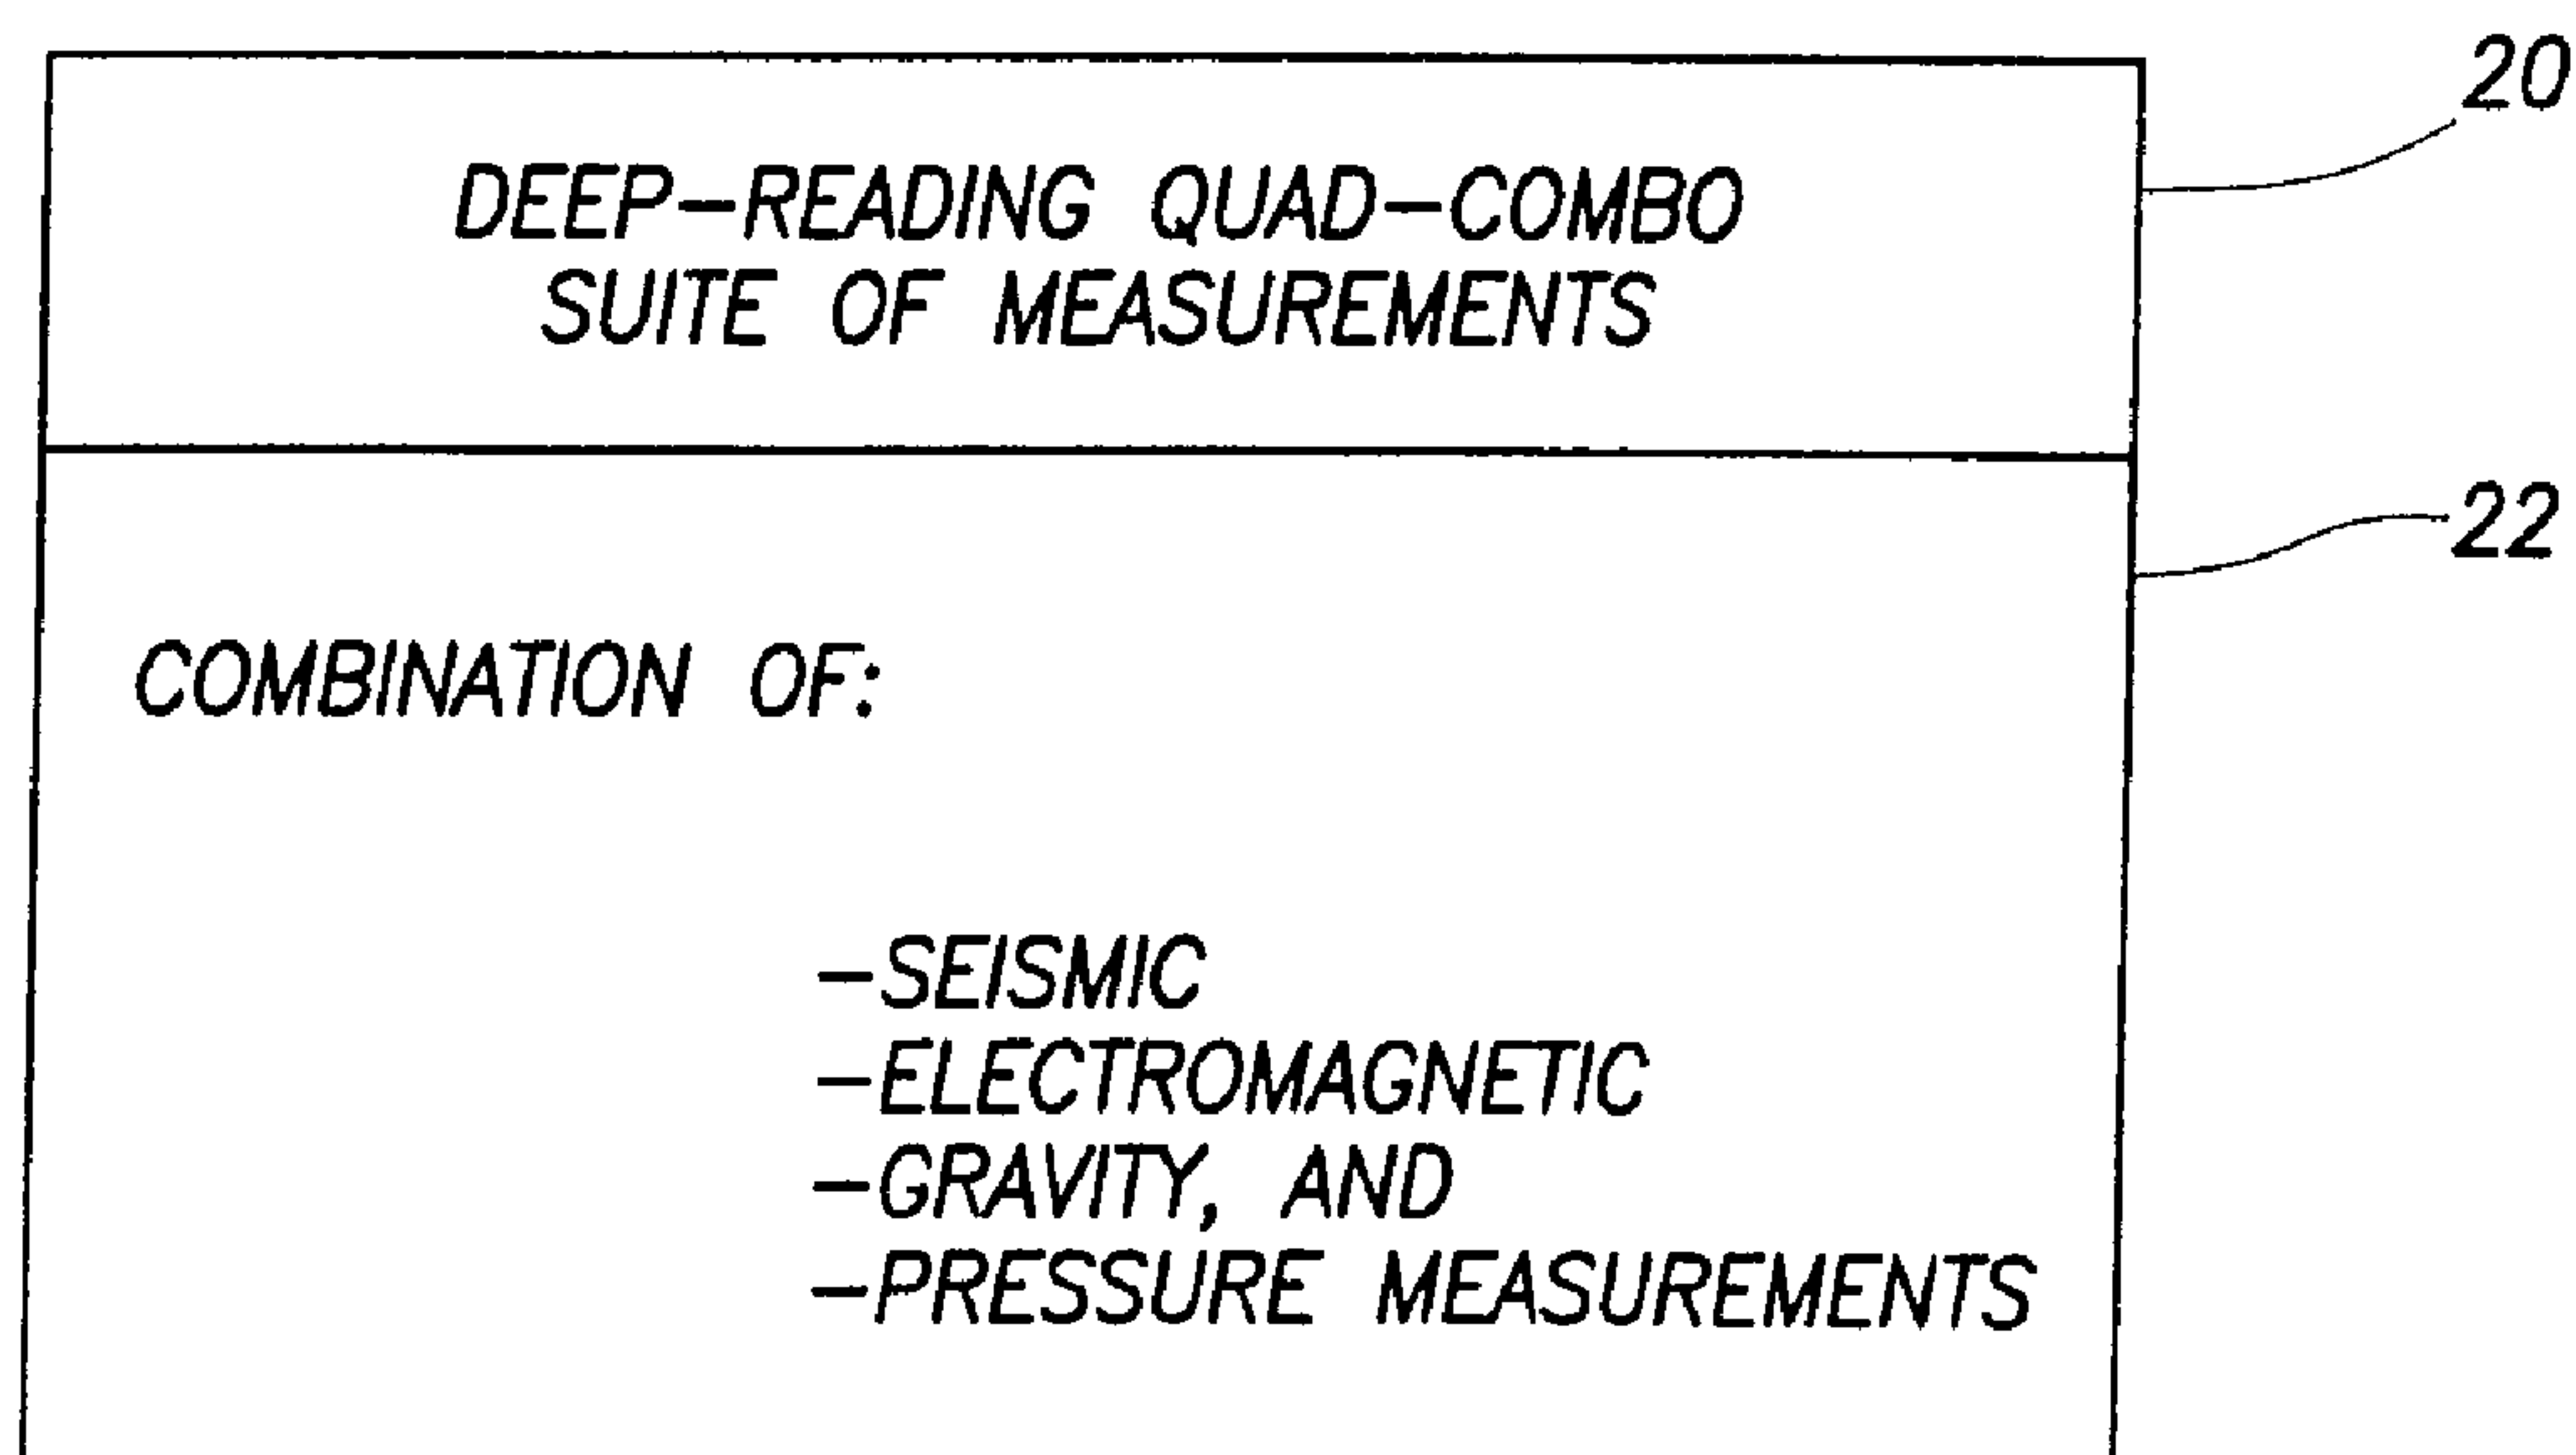 20
DEEP-READING QUAD-COMBO
SUITE OF MEASUREMENTS
22
COMBINATION OF:
-SEISMIC
-ELECTROMAGNETIC
-GRAVITY, AND
-PRESSURE MEASUREMENTS